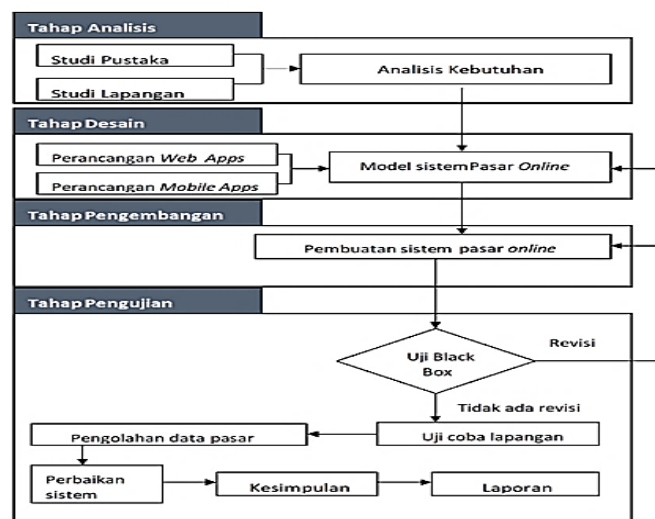 Tahap Analisis
Studi Pustaka
Analisis Kebutuhan
Studi Lapangan
Tahap Desain
Perancangan Web Apps
Model sistem Pasar Online
Perancangan Mobile Apps
Tahap Pengembangan
Pembuatan sistem pasar online
Tahap Pengujian
Uji Black
Box
Revisi
Tidak ada revisi
Pengolahan data pasar
Uji coba lapangan
Perbaikan
sistem
Kesimpulan
Laporan